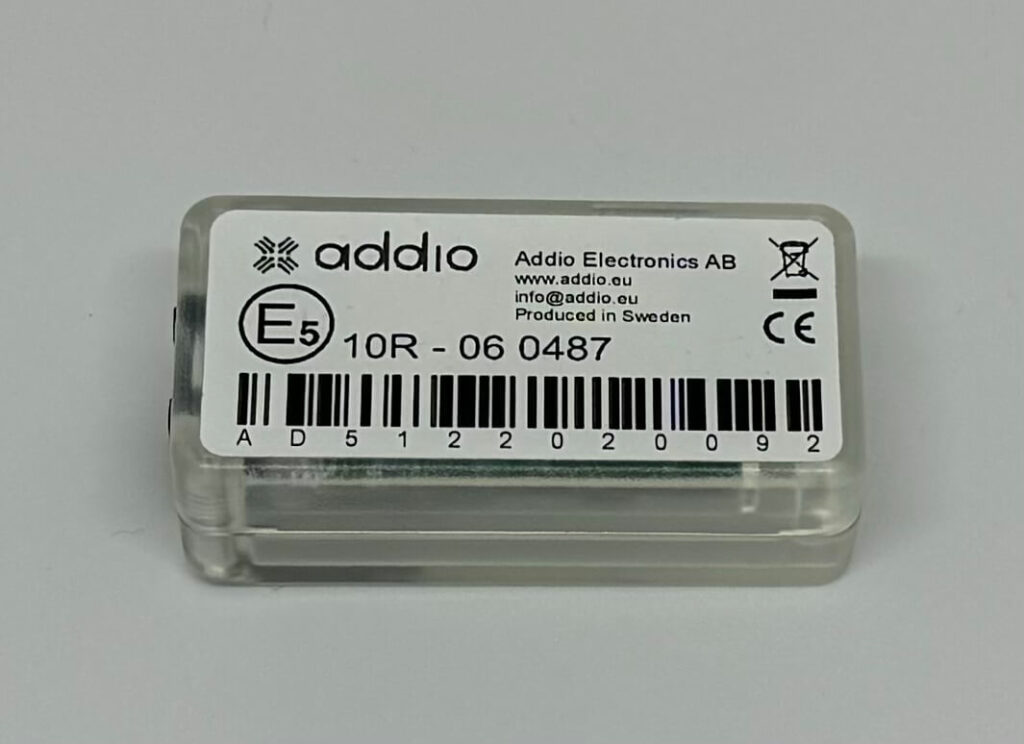 addio
Addio Electronics AB
www.addio.eu
info@addio.eu
Produced in Sweden
CE
E5
10R - 06 0487
AD5122020092